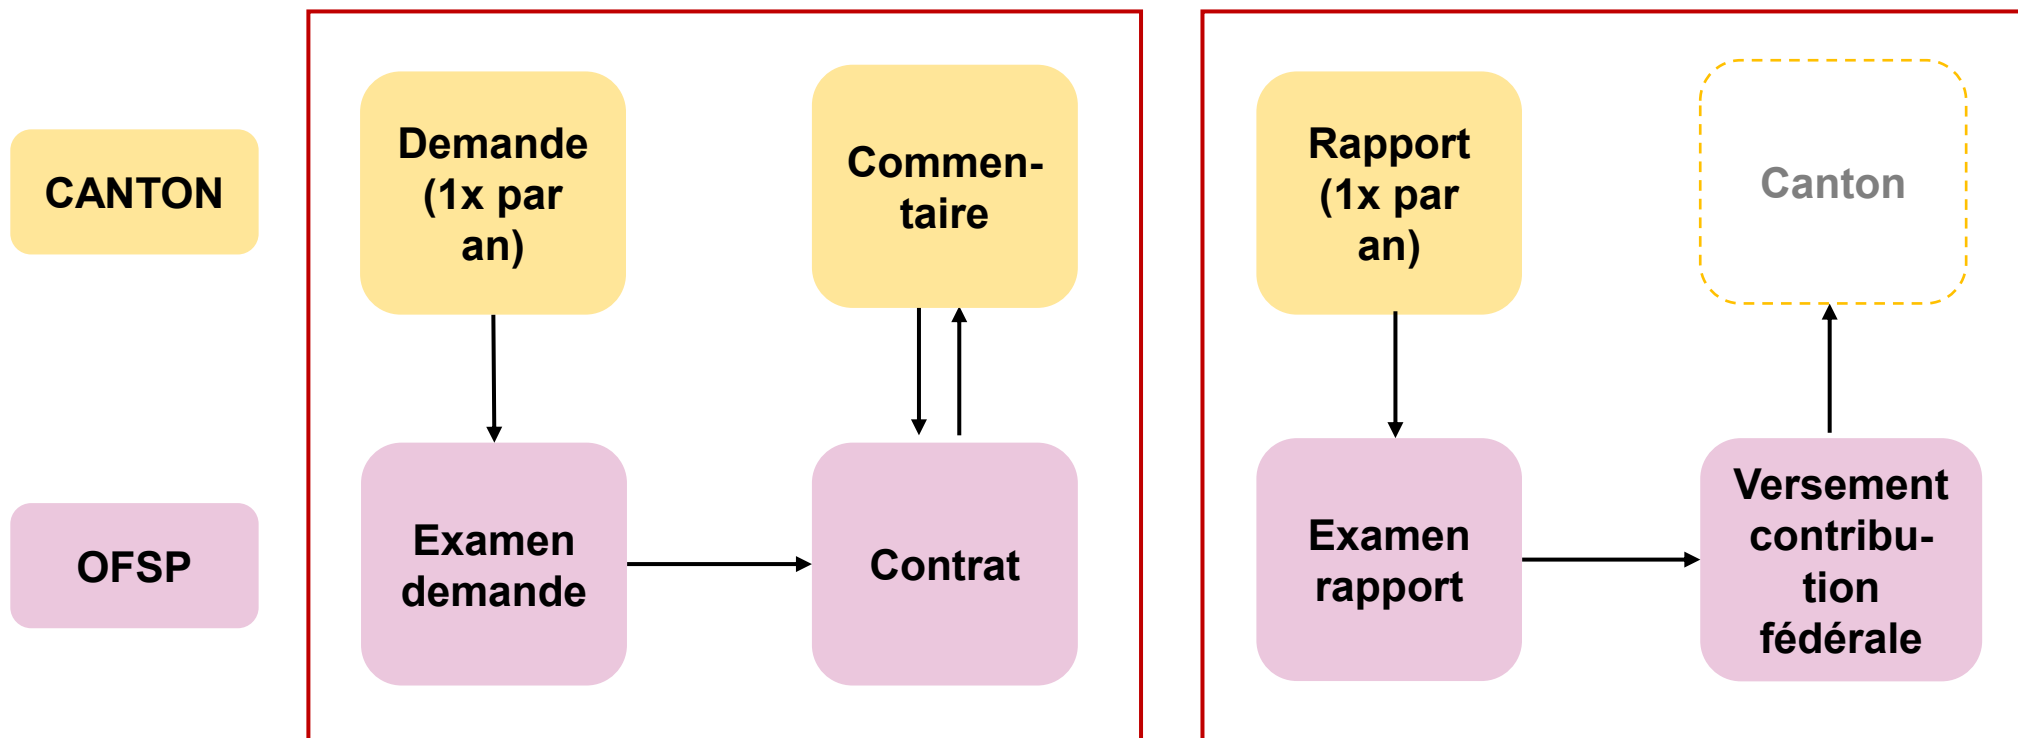 CANTON
Demande
(1x par
an)
Commen-
taire
Rapport
(1x par
an)
Canton
OFSP
Examen
demande
Contrat
Examen
rapport
Versement
contribu-
tion
fédérale